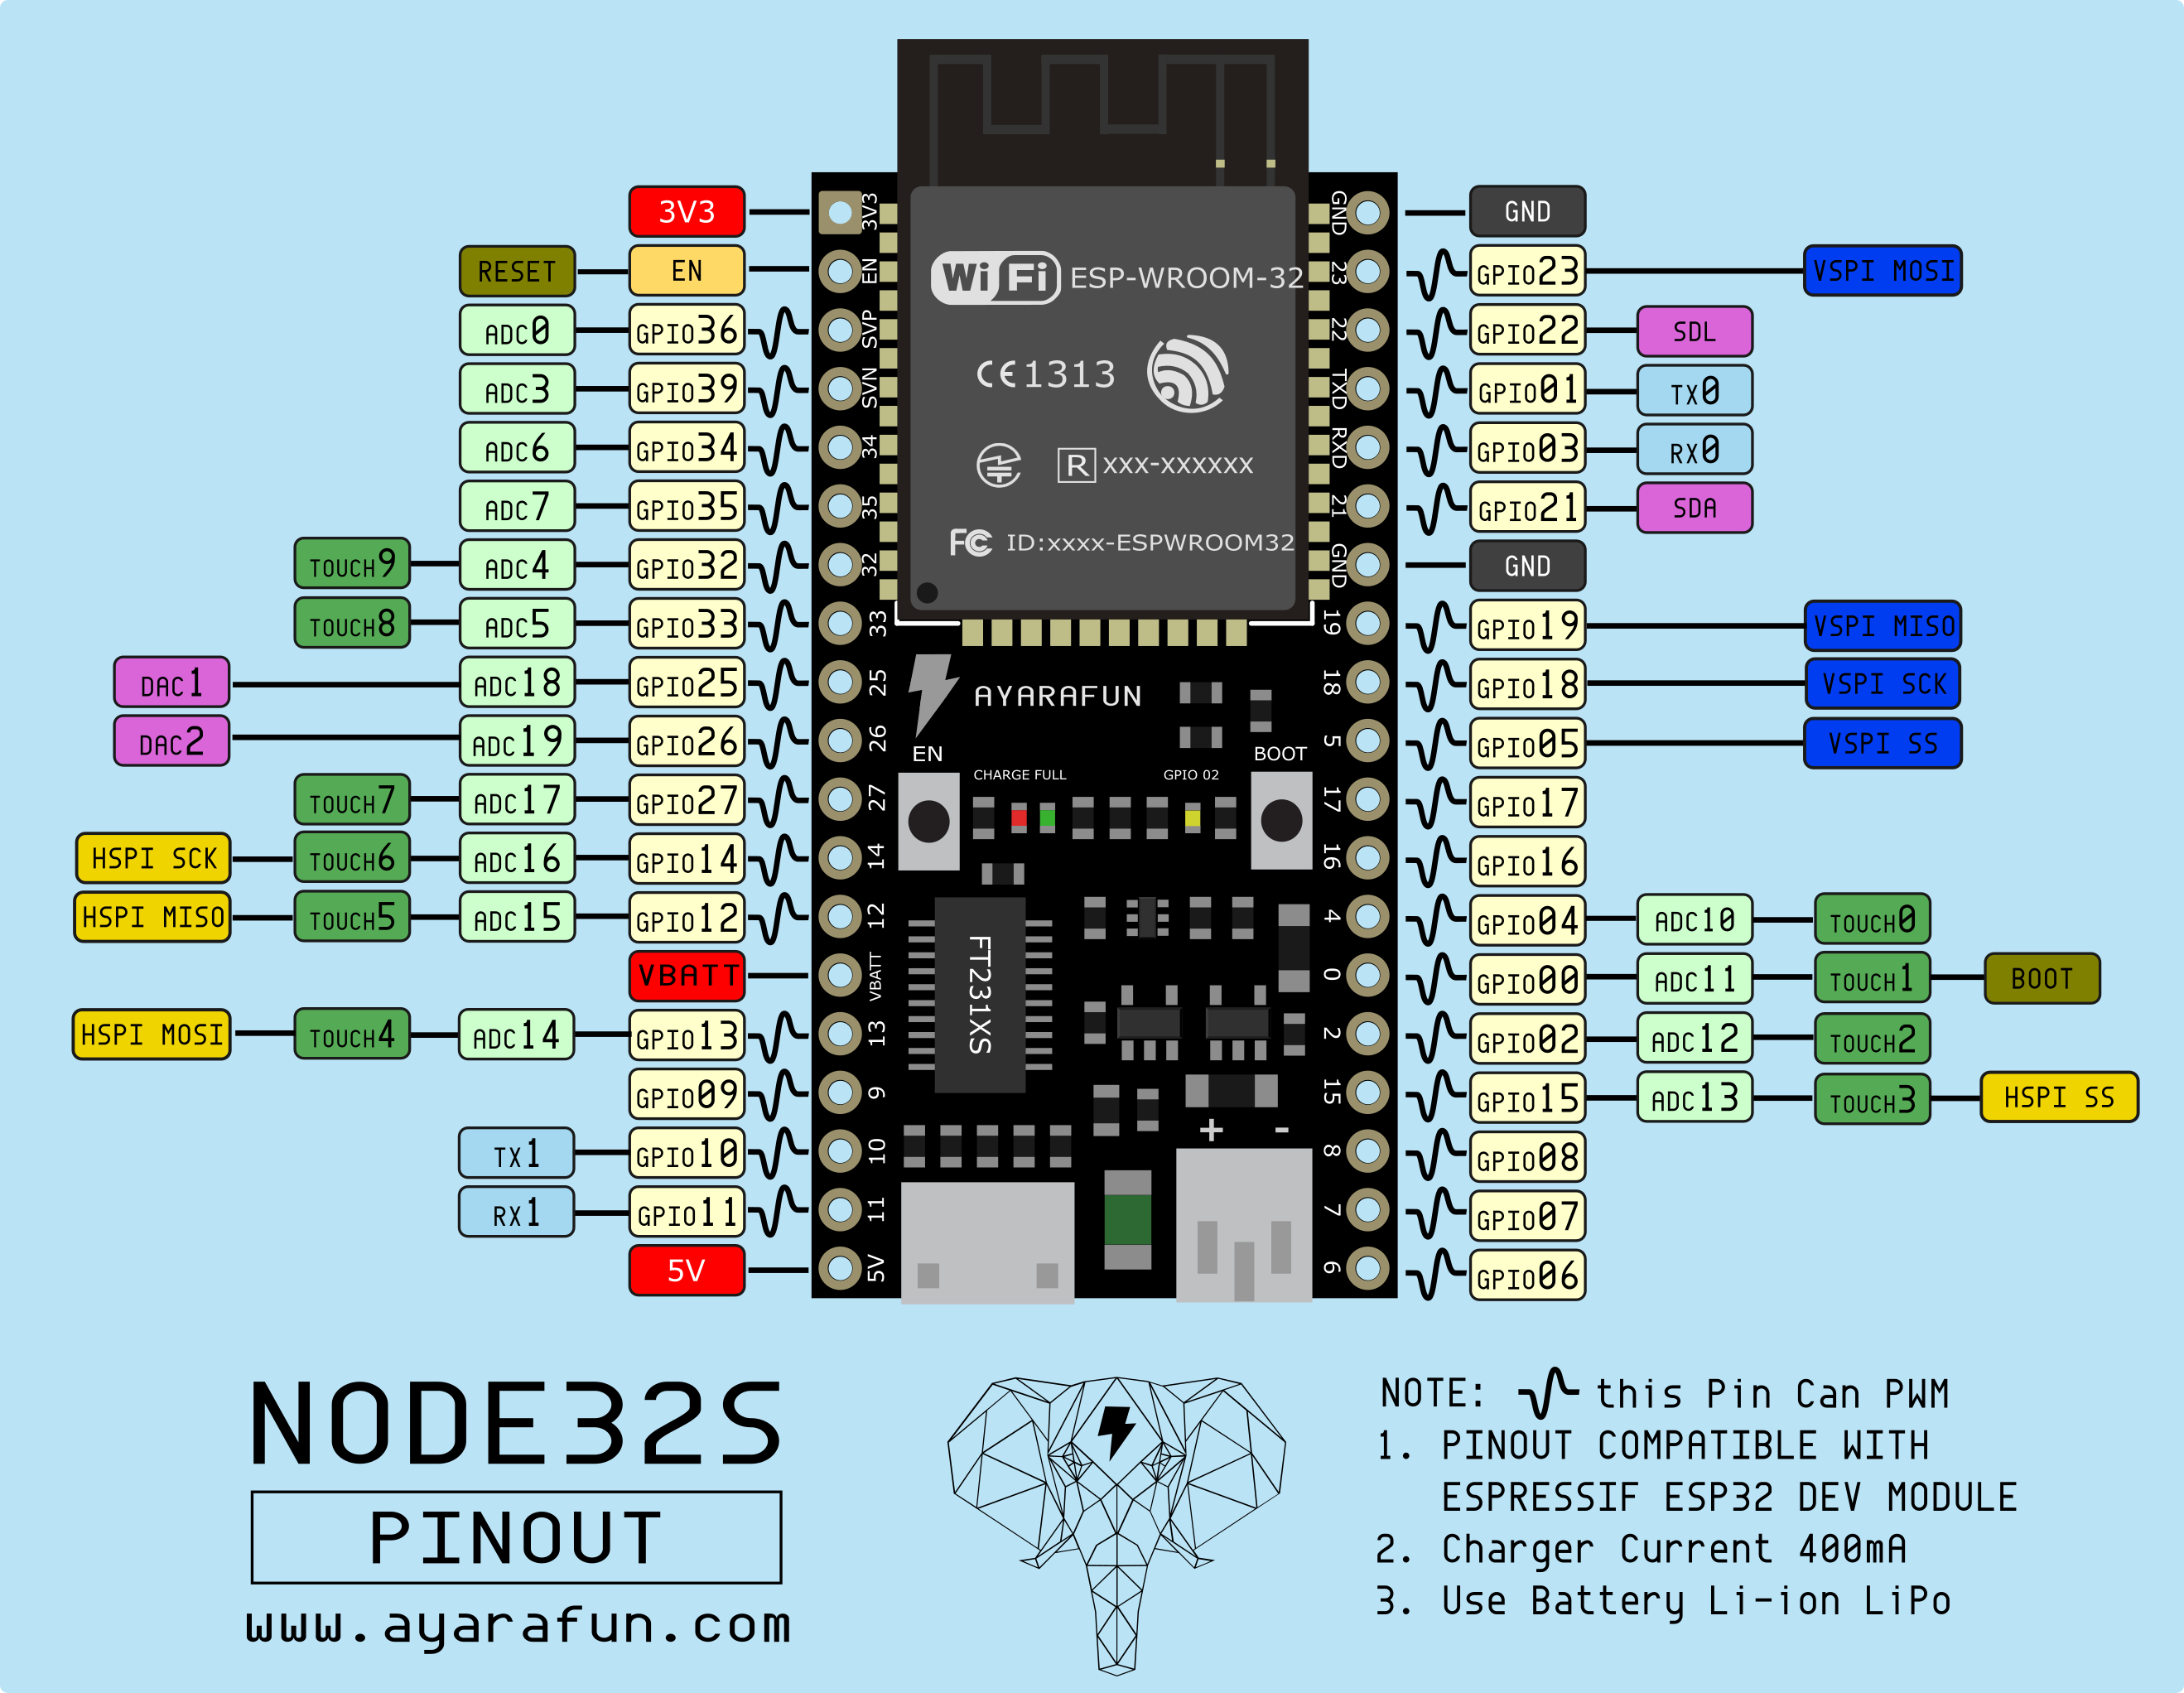 3V3 3V3 GND GND
RESET EN EN 23 GPIO23 VSPI MOSI
ADC0 GPIO36 SVP 22 GPIO22 SDL
ADC3 GPIO39 SVN TXD GPIO01 TX0
ADC6 GPIO34 34 RXD GPIO03 RX0
ADC7 GPIO35 35 21 GPIO21 SDA
TOUCH9 ADC4 GPIO32 32 GND GND
TOUCH8 ADC5 GPIO33 33 19 GPIO19 VSPI MISO
DAC1 ADC18 GPIO25 25 18 GPIO18 VSPI SCK
DAC2 ADC19 GPIO26 26 5 GPIO05 VSPI SS
TOUCH7 ADC17 GPIO27 27 17 GPIO17
HSPI SCK TOUCH6 ADC16 GPIO14 14 16 GPIO16
HSPI MISO TOUCH5 ADC15 GPIO12 12 4 GPIO04 ADC10 TOUCH0
VBATT VBATT 0 GPIO00 ADC11 TOUCH1 BOOT
HSPI MOSI TOUCH4 ADC14 GPIO13 13 2 GPIO02 ADC12 TOUCH2
GPIO09 9 15 GPIO15 ADC13 TOUCH3 HSPI SS
TX1 GPIO10 10 8 GPIO08
RX1 GPIO11 11 7 GPIO07
5V 5V 6 GPIO06
WiFi ESP-WROOM-32
CE1313
R xxx-xxxxxx
FC ID:xxxx-ESPWROOM32
AYARAFUN
EN BOOT
CHARGE FULL GPIO 02
FT231XS
+ -
NODE32S
PINOUT
www.ayarafun.com
NOTE: this Pin Can PWM
1. PINOUT COMPATIBLE WITH
ESPRESSIF ESP32 DEV MODULE
2. Charger Current 400mA
3. Use Battery Li-ion LiPo